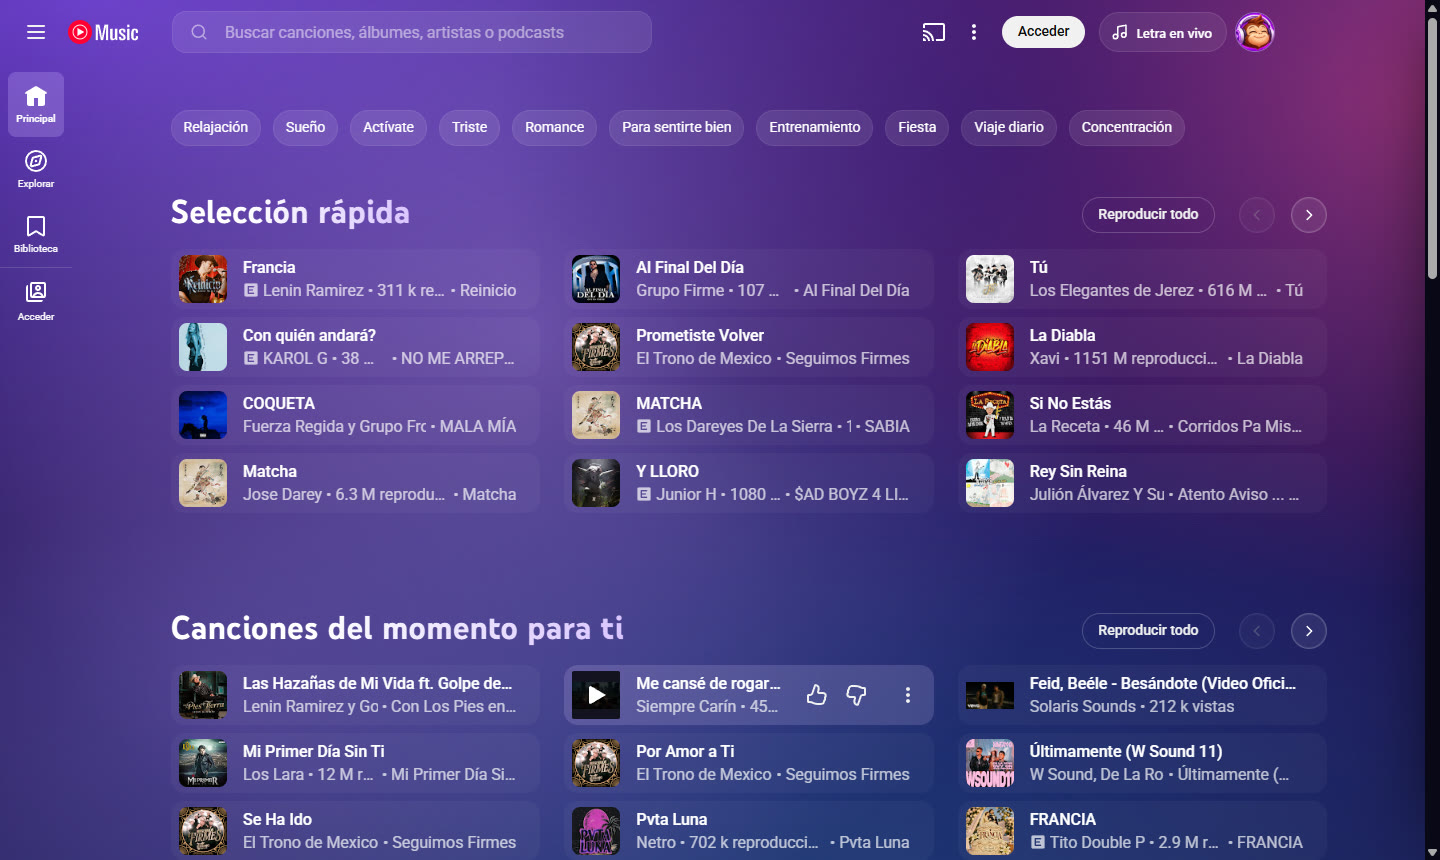 Music
Buscar canciones, álbumes, artistas o podcasts
Acceder
Letra en vivo
Principal
Explorar
Biblioteca
Acceder
Relajación
Sueño
Actívate
Triste
Romance
Para sentirte bien
Entrenamiento
Fiesta
Viaje diario
Concentración
Selección rápida
Reproducir todo
Francia
E Lenin Ramirez • 311 k re... • Reinicio
Al Final Del Día
Grupo Firme • 107 ... • Al Final Del Día
Tú
Los Elegantes de Jerez • 616 M ... • Tú
Con quién andará?
E KAROL G • 38 ... • NO ME ARREP...
Prometiste Volver
El Trono de Mexico • Seguimos Firmes
La Diabla
Xavi • 1151 M reproducci... • La Diabla
COQUETA
Fuerza Regida y Grupo Frc • MALA MÍA
MATCHA
E Los Dareyes De La Sierra • 1 • SABIA
Si No Estás
La Receta • 46 M ... • Corridos Pa Mis...
Matcha
Jose Darey • 6.3 M reprodu... • Matcha
Y LLORO
E Junior H • 1080 ... • $AD BOYZ 4 LI...
Rey Sin Reina
Julión Álvarez Y Su • Atento Aviso ... ...
Canciones del momento para ti
Reproducir todo
Las Hazañas de Mi Vida ft. Golpe de...
Lenin Ramirez y Go • Con Los Pies en...
Me cansé de rogar...
Siempre Carín • 45...
Feid, Beéle - Besándote (Video Ofici...
Solaris Sounds • 212 k vistas
Mi Primer Día Sin Ti
Los Lara • 12 M r... • Mi Primer Día Si...
Por Amor a Ti
El Trono de Mexico • Seguimos Firmes
Últimamente (W Sound 11)
W Sound, De La Ro • Últimamente (...
Se Ha Ido
El Trono de Mexico • Seguimos Firmes
Pvta Luna
Netro • 702 k reproducci... • Pvta Luna
FRANCIA
E Tito Double P • 2.9 M r... • FRANCIA